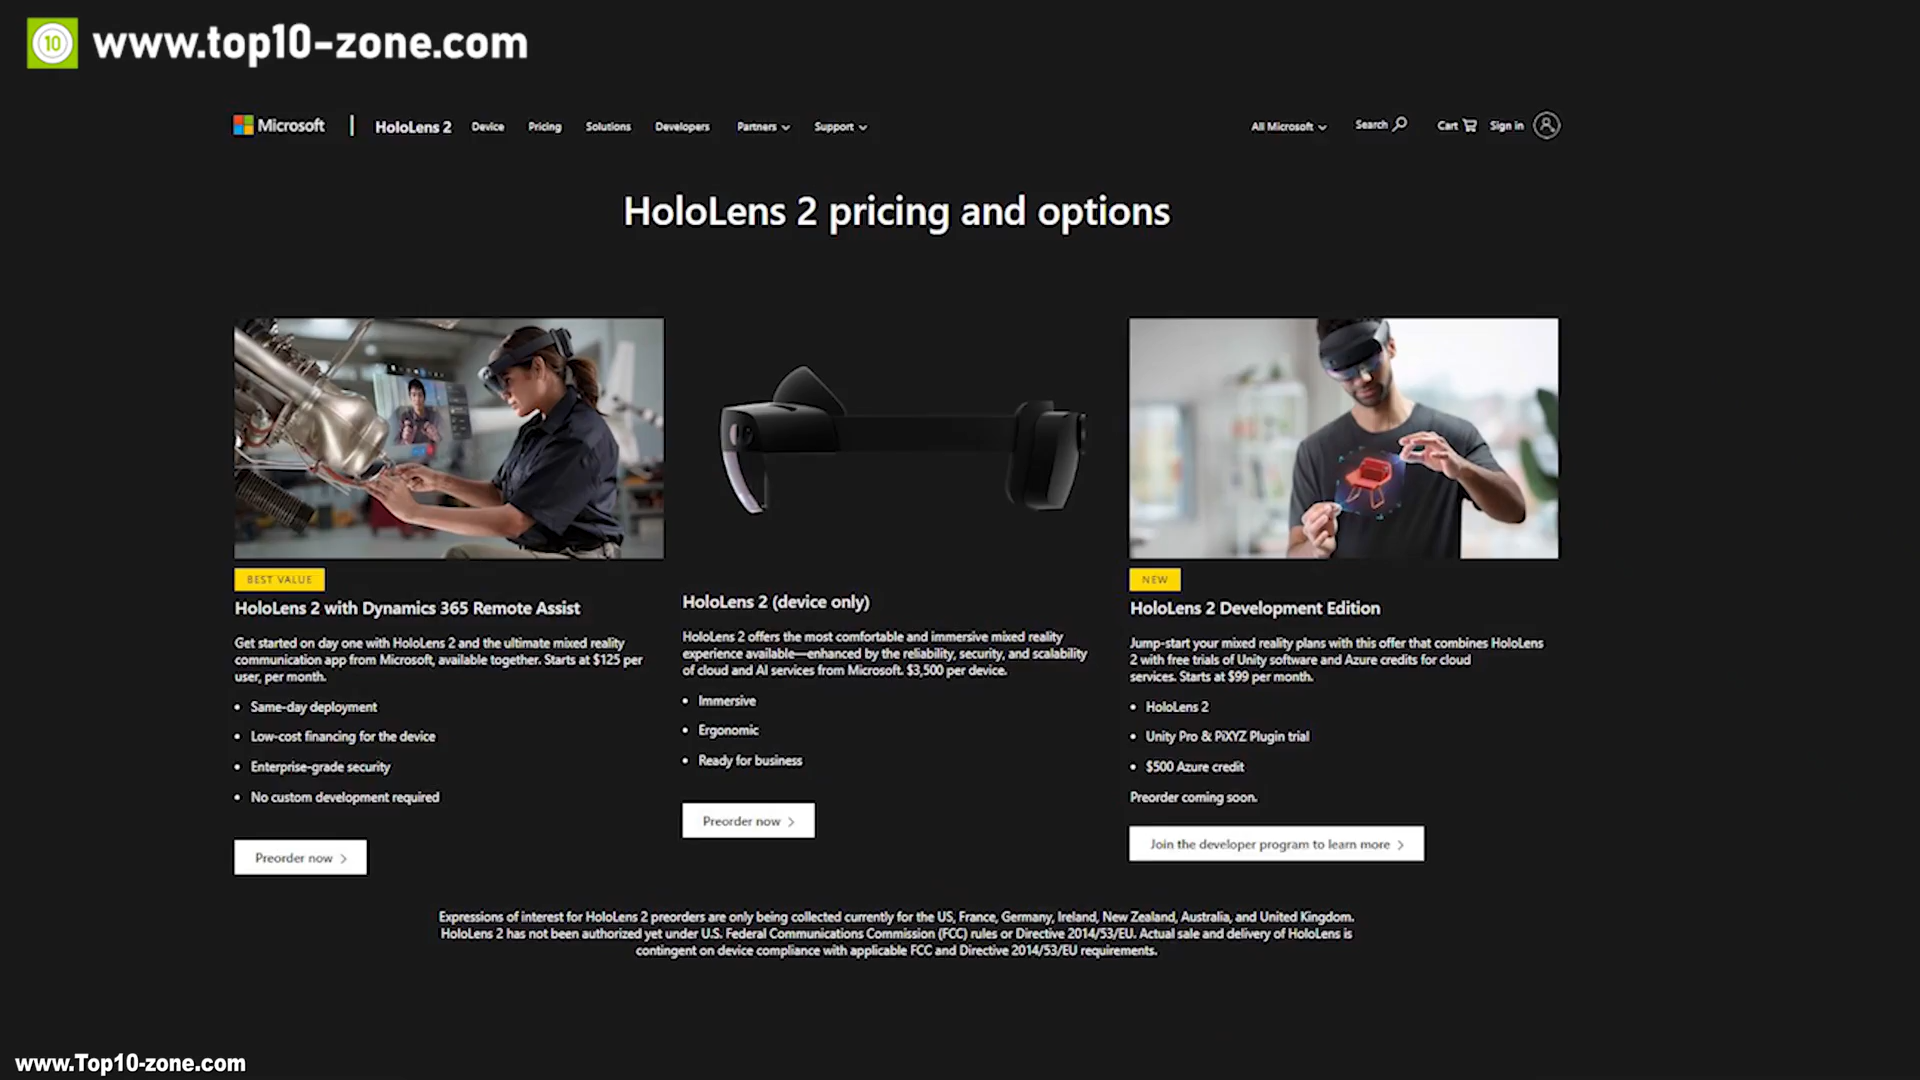 10 www.top10-zone.com
Microsoft | HoloLens 2 Device Pricing Solutions Developers Partners Support All Microsoft Search Cart Sign in
HoloLens 2 pricing and options
BEST VALUE
HoloLens 2 with Dynamics 365 Remote Assist
Get started on day one with HoloLens 2 and the ultimate mixed reality
communication app from Microsoft, available together. Starts at $125 per
user, per month.
• Same-day deployment
• Low-cost financing for the device
• Enterprise-grade security
• No custom development required
Preorder now
HoloLens 2 (device only)
HoloLens 2 offers the most comfortable and immersive mixed reality
experience available—enhanced by the reliability, security, and scalability
of cloud and AI services from Microsoft. $3,500 per device.
• Immersive
• Ergonomic
• Ready for business
Preorder now
NEW
HoloLens 2 Development Edition
Jump-start your mixed reality plans with this offer that combines HoloLens
2 with free trials of Unity software and Azure credits for cloud
services. Starts at $99 per month.
• HoloLens 2
• Unity Pro & PiXYZ Plugin trial
• $500 Azure credit
Preorder coming soon.
Join the developer program to learn more
Expressions of interest for HoloLens 2 preorders are only being collected currently for the US, France, Germany, Ireland, New Zealand, Australia, and United Kingdom.
HoloLens 2 has not been authorized yet under U.S. Federal Communications Commission (FCC) rules or Directive 2014/53/EU. Actual sale and delivery of HoloLens is
contingent on device compliance with applicable FCC and Directive 2014/53/EU requirements.
www.Top10-zone.com